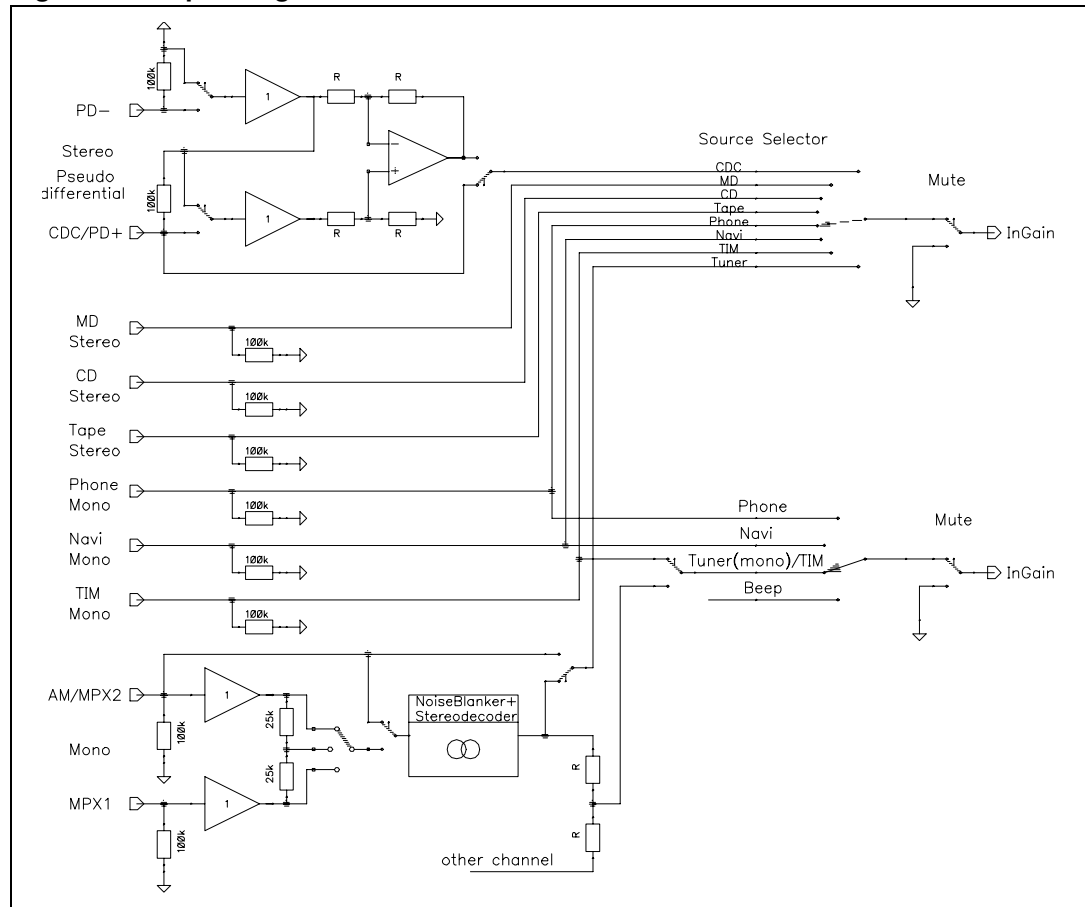 100k
R
R
1
PD-
Stereo
Pseudo
differential
100k
1
R
R
CDC/PD+
Source Selector
CDC
MD
CD
Tape
Phone
Navi
TIM
Tuner
Mute
InGain
MD
Stereo
100k
CD
Stereo
100k
Tape
Stereo
100k
Phone
Mono
100k
Navi
Mono
100k
TIM
Mono
100k
Phone
Navi
Tuner(mono)/TIM
Beep
Mute
InGain
AM/MPX2
1
100k
25k
Mono
25k
MPX1
1
100k
NoiseBlanker+
Stereodecoder
R
R
other channel